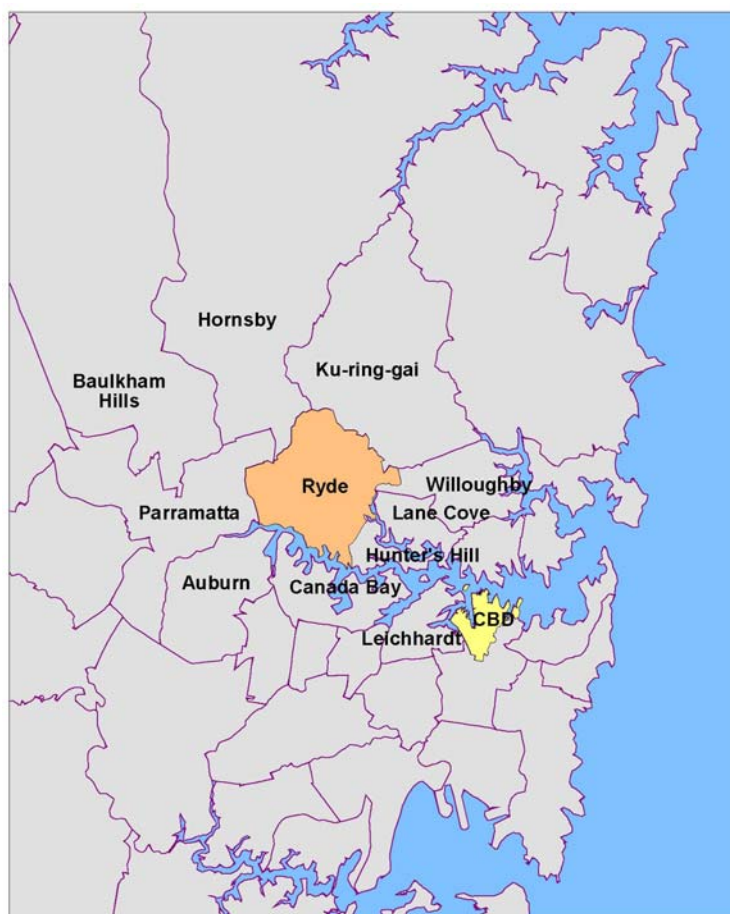 Hornsby
Ku-ring-gai
Baulkham
Hills
Ryde
Willoughby
Parramatta
Lane Cove
Hunter's Hill
Auburn
Canada Bay
CBD
Leichhardt